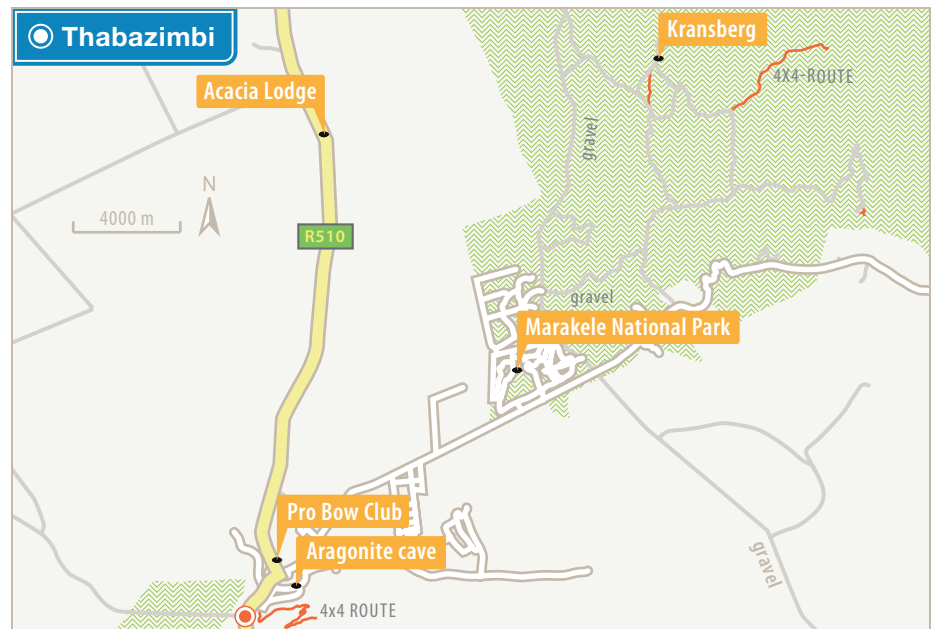 Thabazimbi
Kransberg
4X4-ROUTE
Acacia Lodge
gravel
N
4000 m
R510
gravel
Marakele National Park
Pro Bow Club
Aragonite cave
gravel
4x4 ROUTE